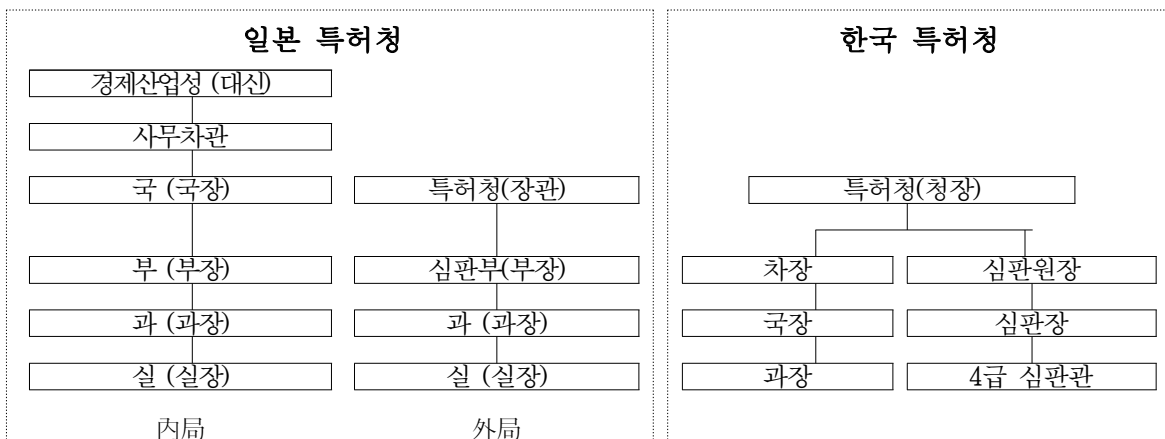 일본 특허청
한국 특허청
경제산업성 (대신)
사무차관
국 (국장)
특허청(장관)
특허청(청장)
부 (부장)
심판부(부장)
차장
심판원장
과 (과장)
과 (과장)
국장
심판장
실 (실장)
실 (실장)
과장
4급 심판관
內局
外局